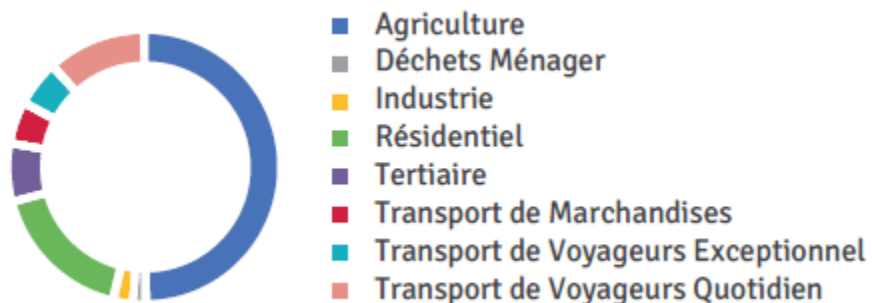 Agriculture
Déchets Ménager
Industrie
Résidentiel
Tertiaire
Transport de Marchandises
Transport de Voyageurs Exceptionnel
Transport de Voyageurs Quotidien